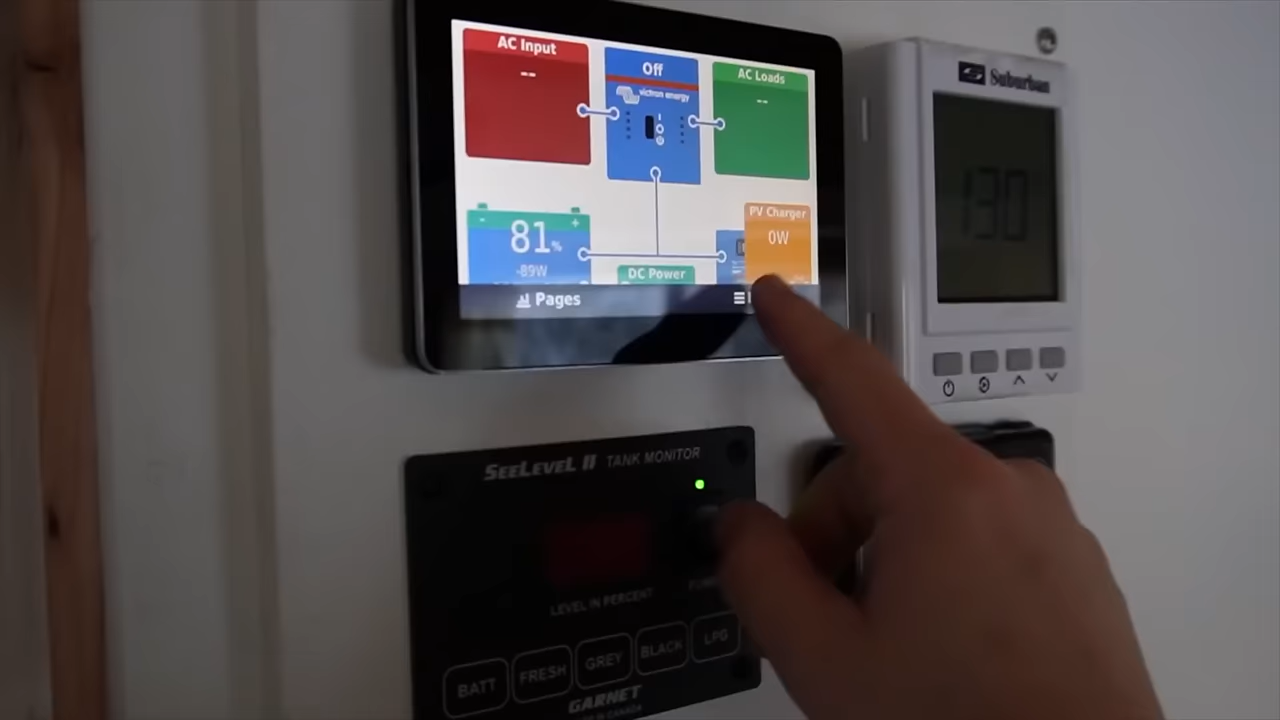 AC Input
--
Off
victron energy
AC Loads
--
81%
-89W
DC Power
PV Charger
0W
Pages
Suburban
130
SEELEVEL II TANK MONITOR
LEVEL IN PERCENT
BATT
FRESH
GREY
BLACK
LPG
GARNET